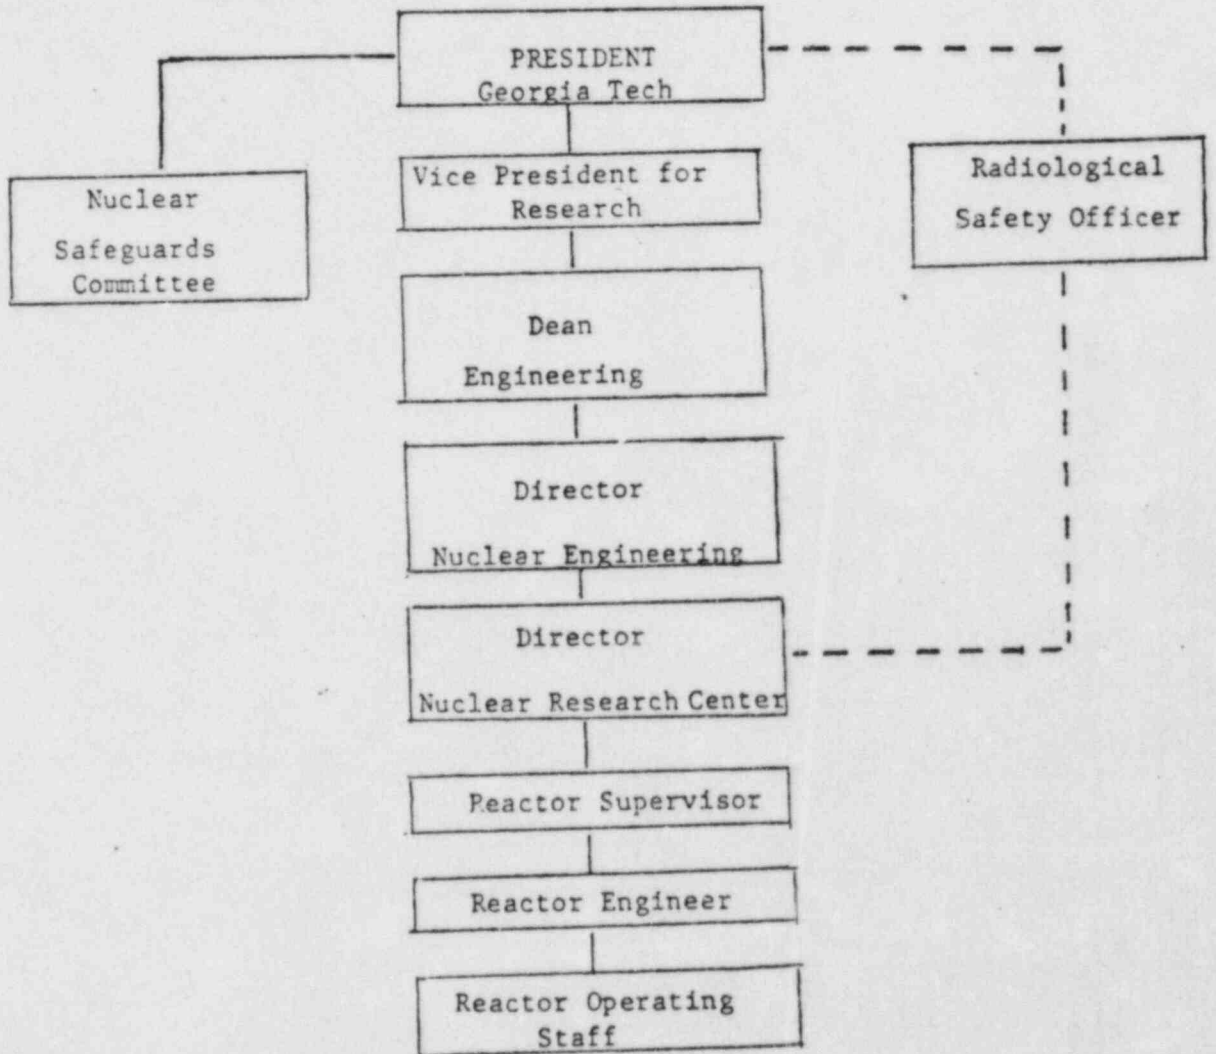 PRESIDENT
Georgia Tech
Nuclear
Safeguards
Committee
Vice President for
Research
Radiological
Safety Officer
Dean
Engineering
Director
Nuclear Engineering
Director
Nuclear Research Center
Reactor Supervisor
Reactor Engineer
Reactor Operating
Staff